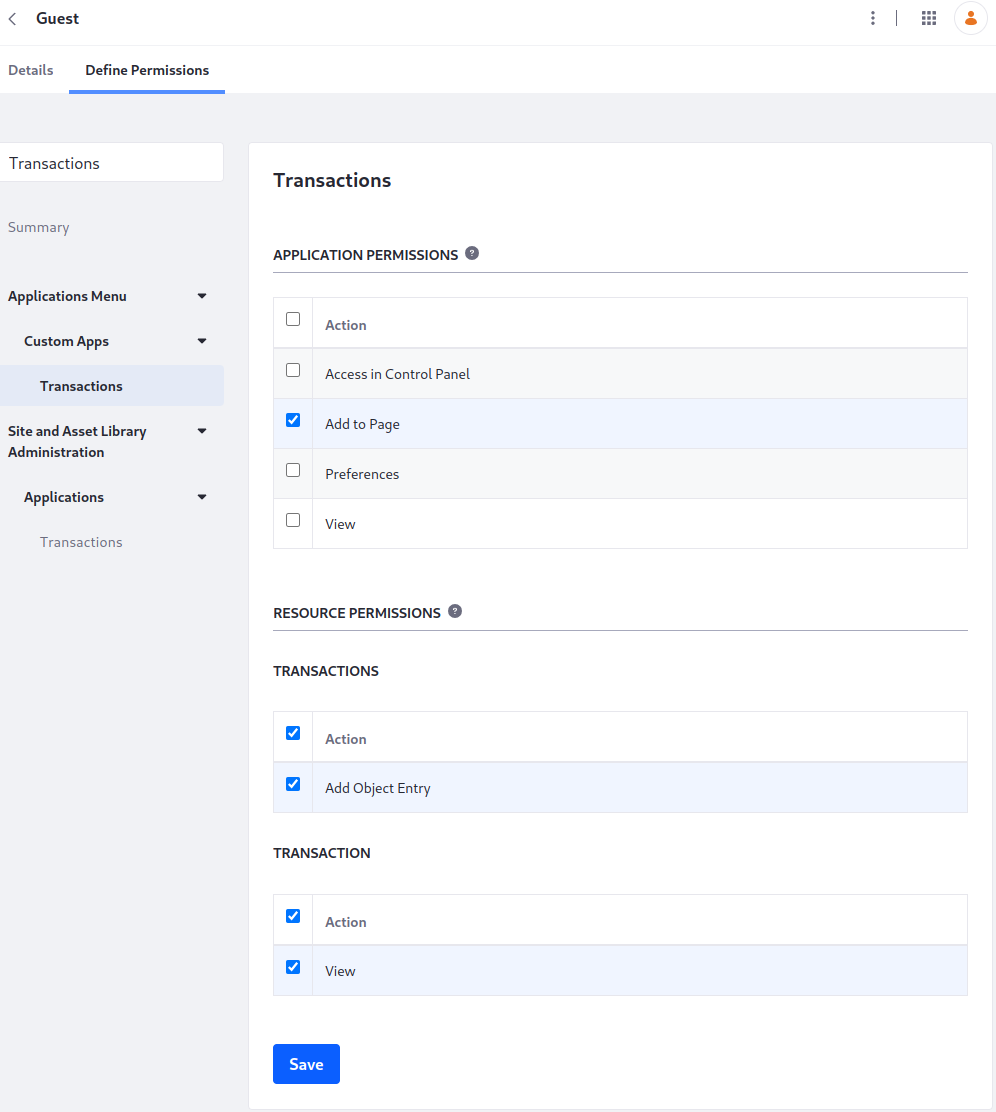 Guest
Details
Define Permissions
Transactions
Summary
Applications Menu
Custom Apps
Transactions
Site and Asset Library
Administration
Applications
Transactions
Transactions
APPLICATION PERMISSIONS ?
Action
Access in Control Panel
Add to Page
Preferences
View
RESOURCE PERMISSIONS ?
TRANSACTIONS
Action
Add Object Entry
TRANSACTION
Action
View
Save